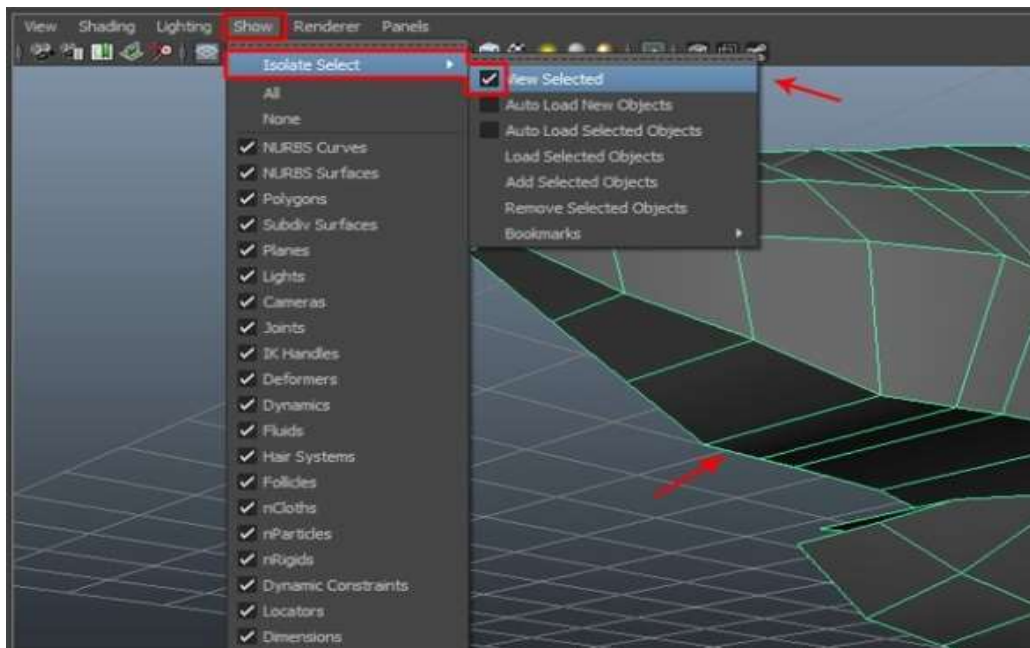 View Shading Lighting Show Renderer Panels
Isolate Select
All
None
NURBS Curves
NURBS Surfaces
Polygons
Subdiv Surfaces
Planes
Lights
Cameras
Joints
IK Handles
Deformers
Dynamics
Fluids
Hair Systems
Follicles
nCloths
nParticles
nRigids
Dynamic Constraints
Locators
Dimensions
View Selected
Auto Load New Objects
Auto Load Selected Objects
Load Selected Objects
Add Selected Objects
Remove Selected Objects
Bookmarks